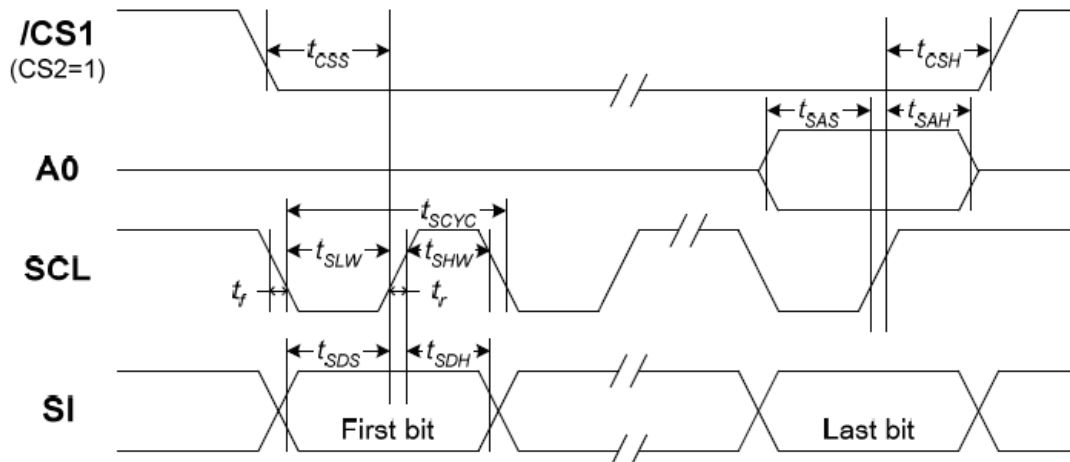 /CS1
(CS2=1)
tCSS
tCSH
tSAS
tSAH
A0
tSCYC
tSLW
tSHW
SCL
tf
tr
tSDS
tSDH
SI
First bit
Last bit